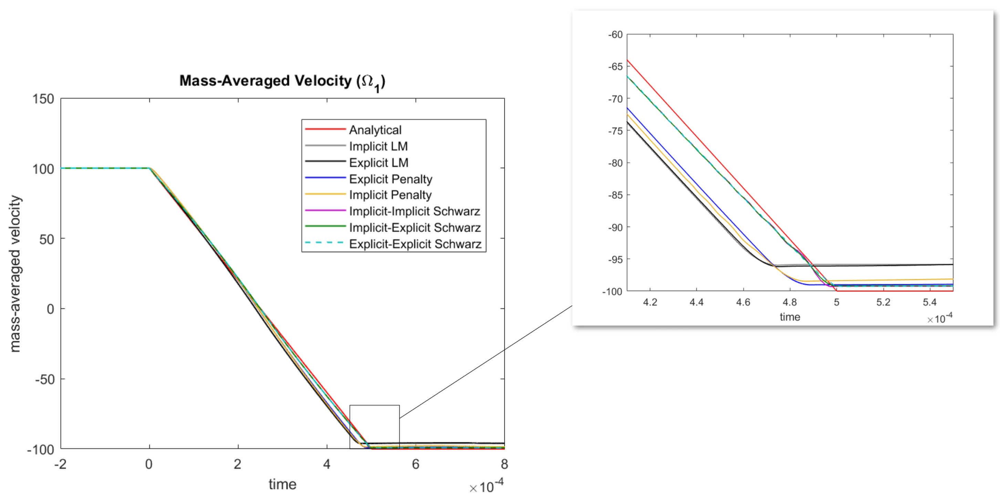 Mass-Averaged Velocity (Ω₁)
150
100
50
0
-50
-100
mass-averaged velocity
-2 0 2 4 6 8
time
×10⁻⁴
Analytical
Implicit LM
Explicit LM
Explicit Penalty
Implicit Penalty
Implicit-Implicit Schwarz
Implicit-Explicit Schwarz
Explicit-Explicit Schwarz
-60
-65
-70
-75
-80
-85
-90
-95
-100
4.2 4.4 4.6 4.8 5 5.2 5.4
time
×10⁻⁴